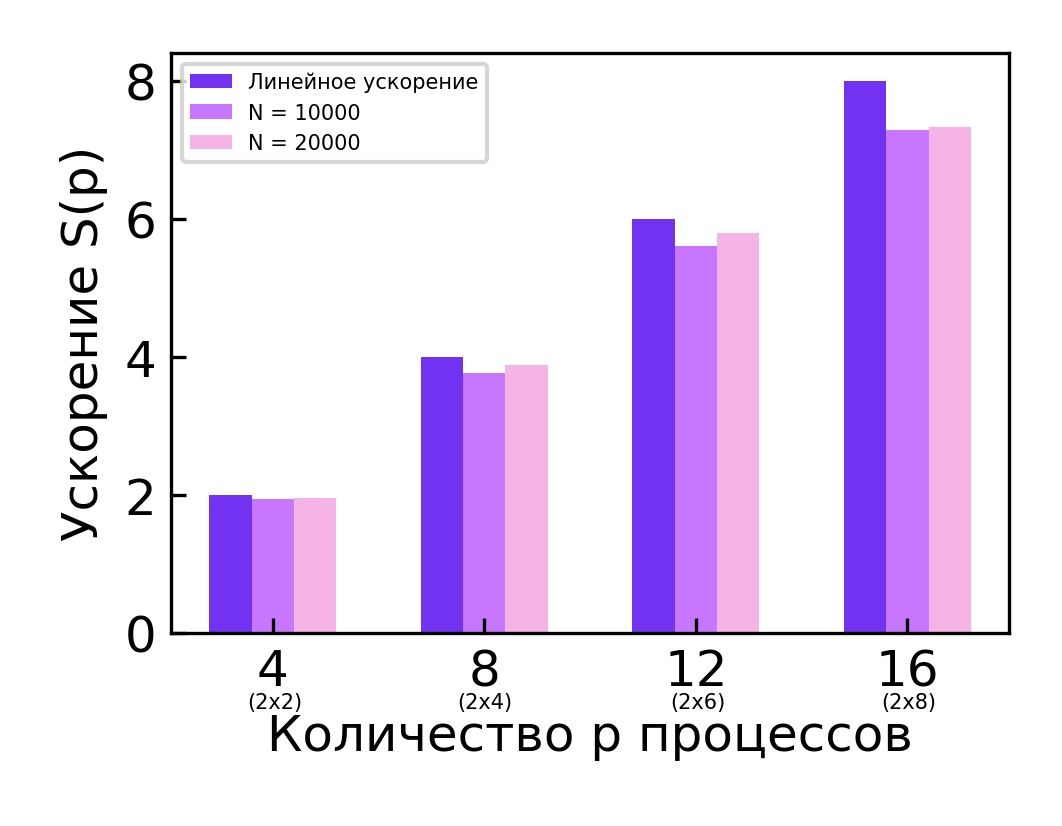 Линейное ускорение
N = 10000
N = 20000
Ускорение S(p)
8
6
4
2
0
4 8 12 16
(2x2) (2x4) (2x6) (2x8)
Количество p процессов